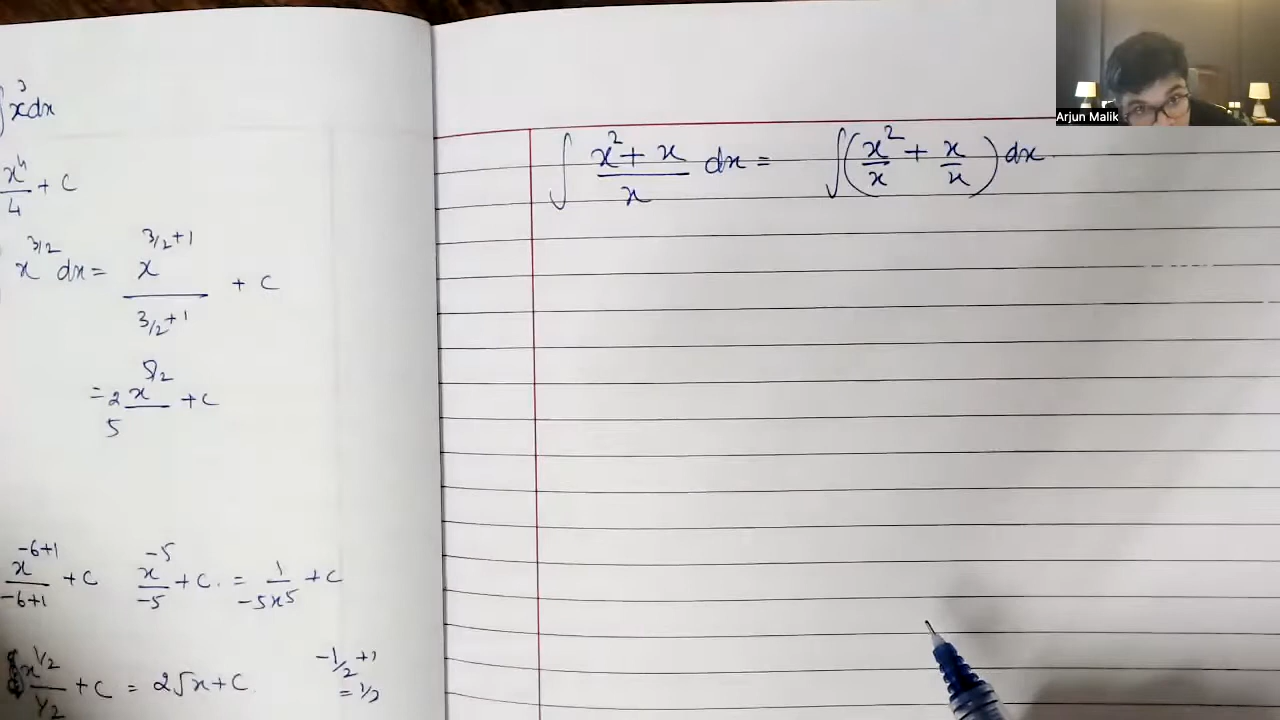 ∫x³dx
x⁴/4 + C
x^3/2 dx = x^(3/2+1) / (3/2+1) + C
= 2x^5/2 / 5 + C
x^(-6+1) / (-6+1) + C    x^-5 / -5 + C. = 1 / -5x⁵ + C
x^1/2 / 1/2 + C = 2√x + C.    -1/2 + 1
= 1/2
∫ (x² + x)/x dx = ∫(x²/x + x/x) dx
Arjun Malik